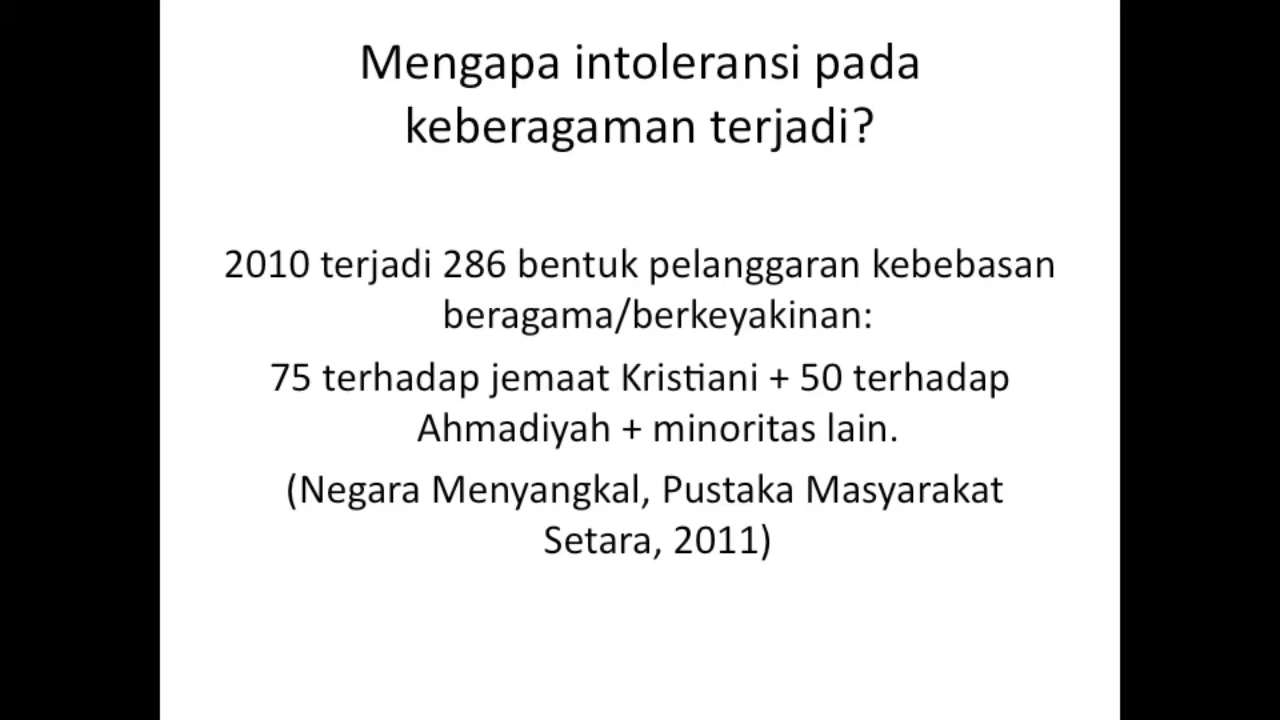 Mengapa intoleransi pada
keberagaman terjadi?
2010 terjadi 286 bentuk pelanggaran kebebasan
beragama/berkeyakinan:
75 terhadap jemaat Kristiani + 50 terhadap
Ahmadiyah + minoritas lain.
(Negara Menyangkal, Pustaka Masyarakat
Setara, 2011)